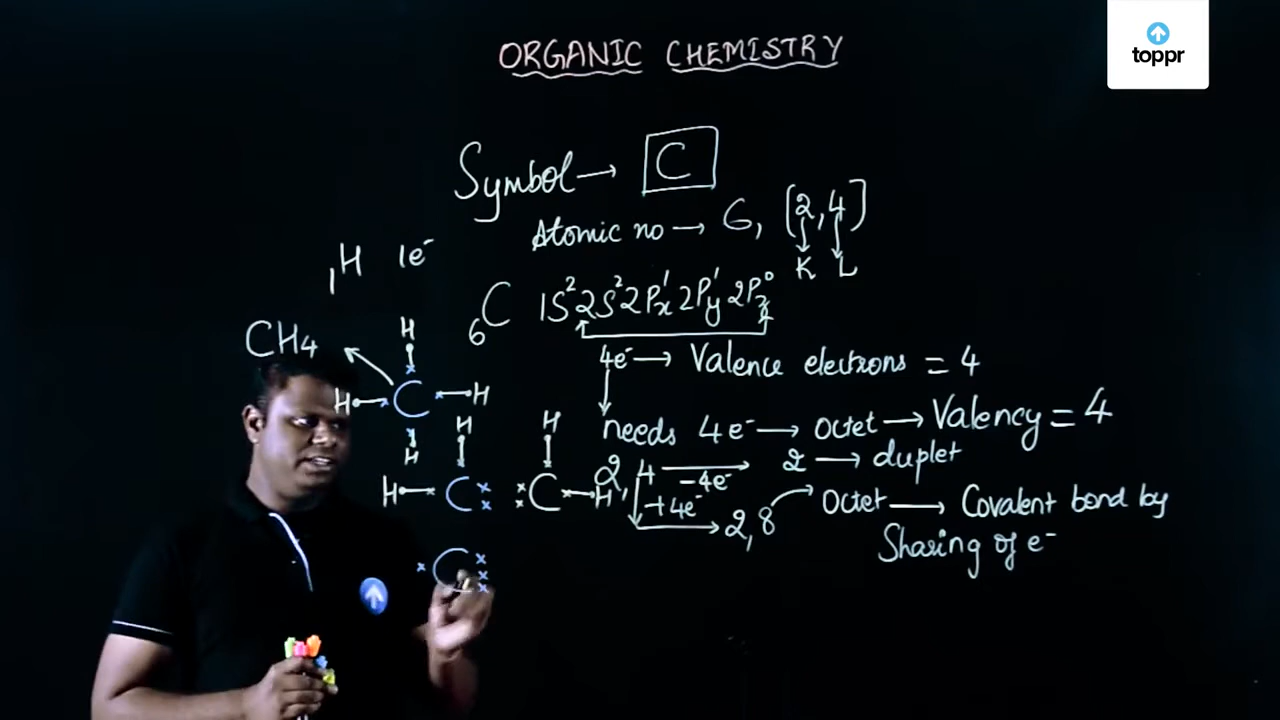 toppr
ORGANIC CHEMISTRY
Symbol → C
Atomic no → 6, [2,4]
K L
₁H 1e⁻
₆C 1S² 2S² 2Px¹ 2Py¹ 2Pz⁰
CH4
4e⁻ → Valence electrons = 4
H
H C H
H
needs 4e⁻ → Octet → Valency = 4
2,4 -4e⁻ → 2 → duplet
+4e⁻ → 2,8
Octet → Covalent bond by
Sharing of e⁻
H H
H C C H
C